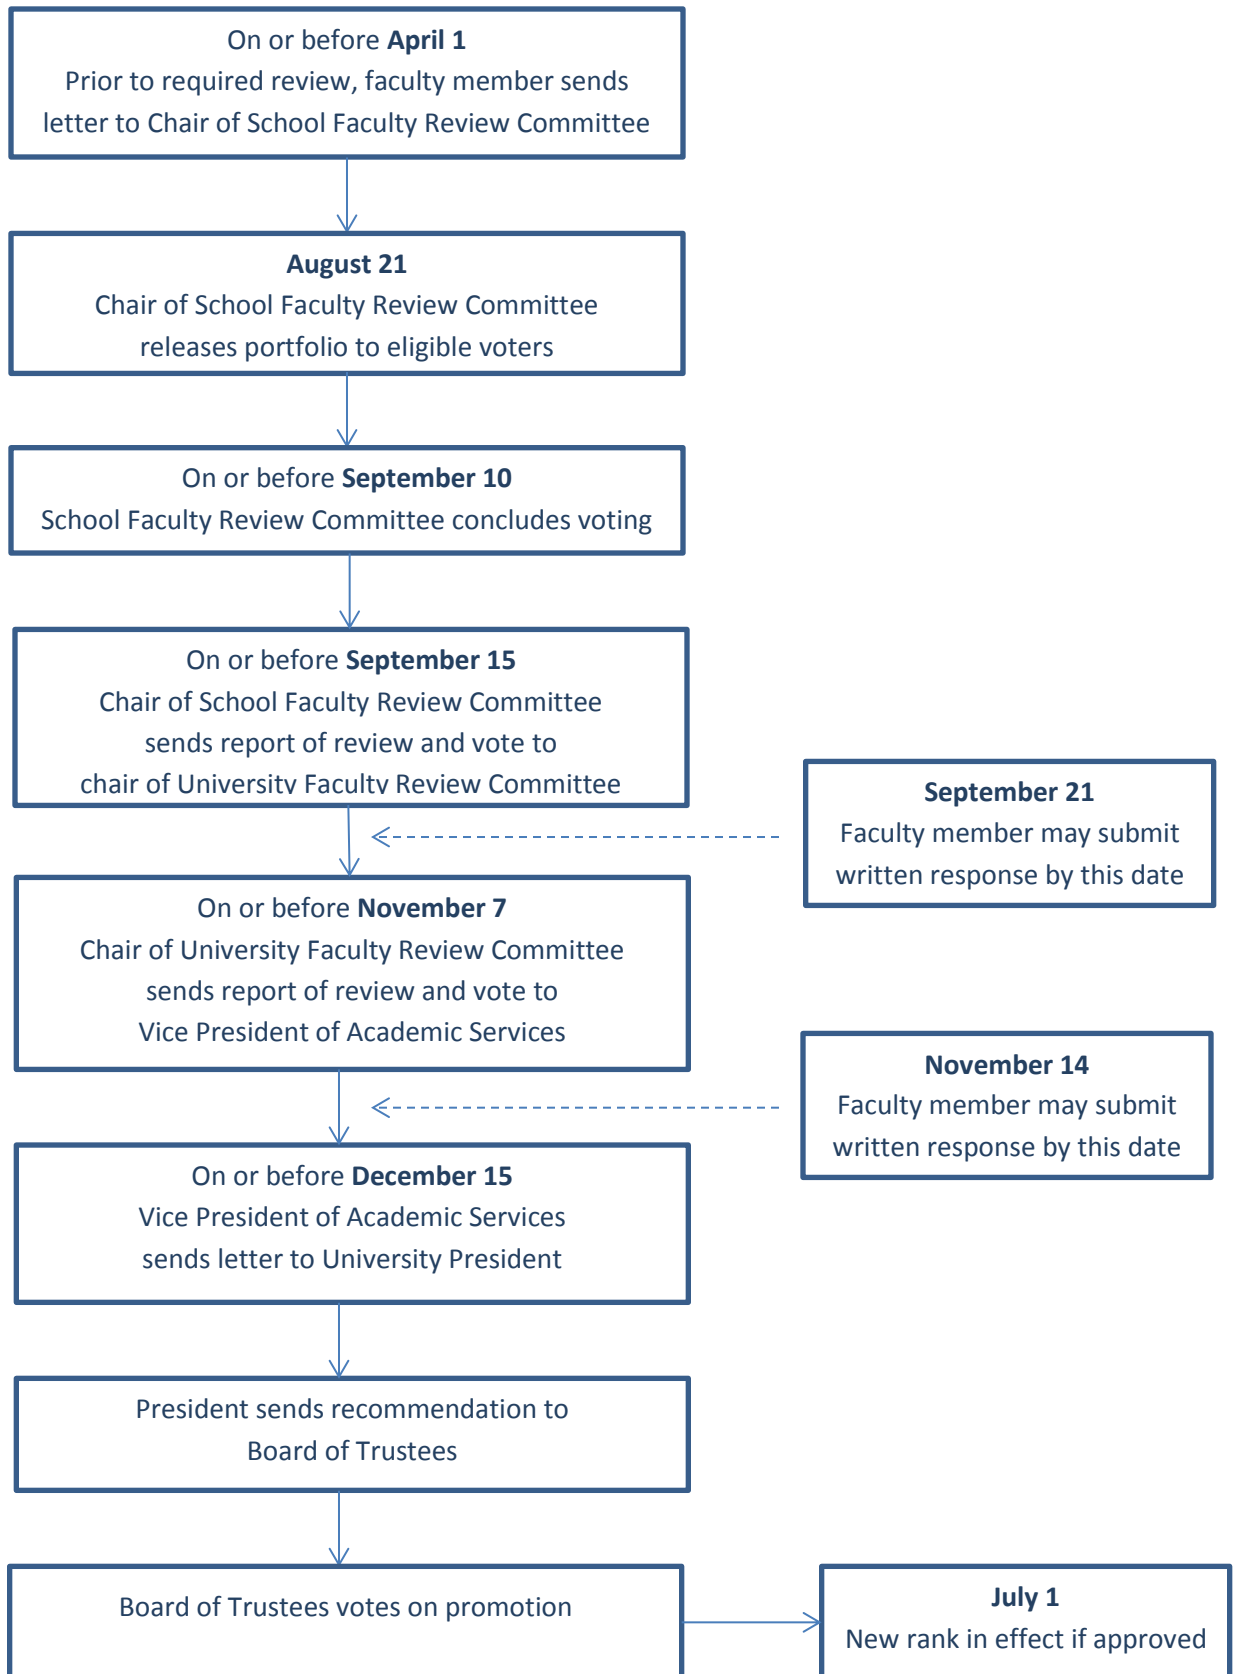 On or before April 1
Prior to required review, faculty member sends
letter to Chair of School Faculty Review Committee
August 21
Chair of School Faculty Review Committee
releases portfolio to eligible voters
On or before September 10
School Faculty Review Committee concludes voting
On or before September 15
Chair of School Faculty Review Committee
sends report of review and vote to
chair of University Faculty Review Committee
September 21
Faculty member may submit
written response by this date
On or before November 7
Chair of University Faculty Review Committee
sends report of review and vote to
Vice President of Academic Services
November 14
Faculty member may submit
written response by this date
On or before December 15
Vice President of Academic Services
sends letter to University President
President sends recommendation to
Board of Trustees
Board of Trustees votes on promotion
July 1
New rank in effect if approved